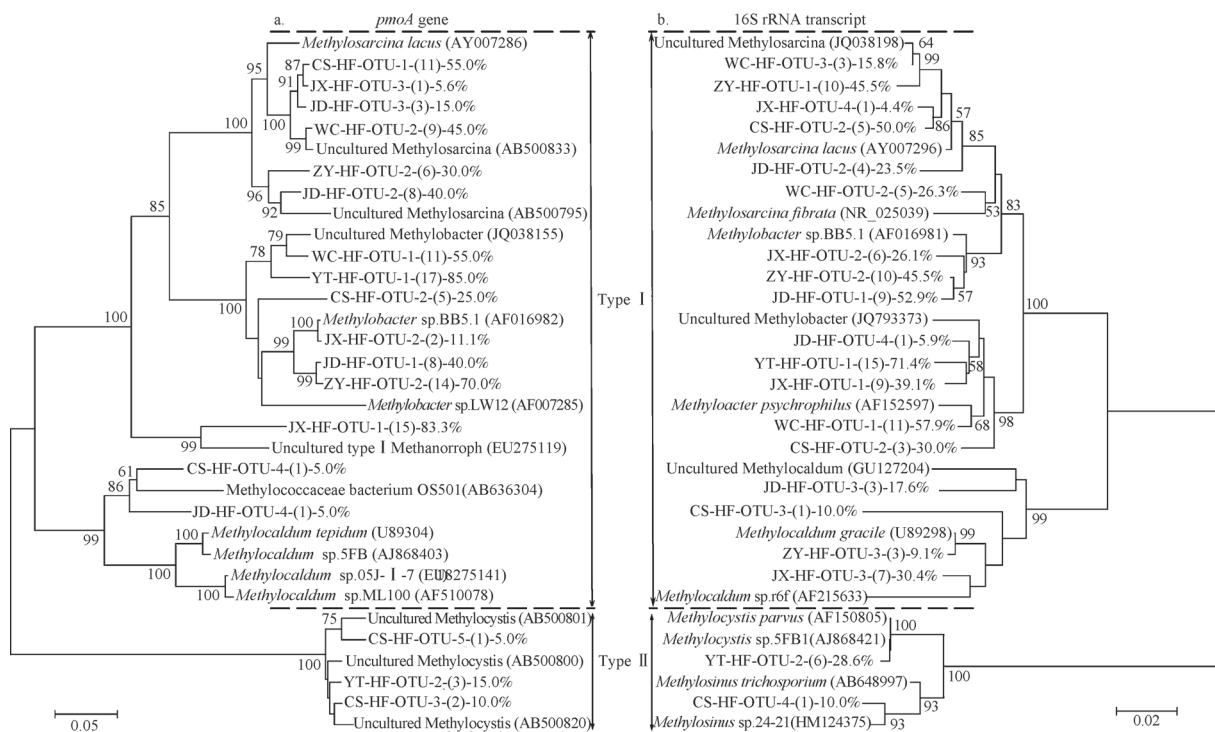 a.
pmoA gene
95
Methylosarcina lacus (AY007286)
87
CS-HF-OTU-1-(11)-55.0%
91
JX-HF-OTU-3-(1)-5.6%
JD-HF-OTU-3-(3)-15.0%
100
100
WC-HF-OTU-2-(9)-45.0%
99
Uncultured Methylosarcina (AB500833)
ZY-HF-OTU-2-(6)-30.0%
96
JD-HF-OTU-2-(8)-40.0%
92
Uncultured Methylosarcina (AB500795)
85
79
Uncultured Methylobacter (JQ038155)
78
WC-HF-OTU-1-(11)-55.0%
YT-HF-OTU-1-(17)-85.0%
CS-HF-OTU-2-(5)-25.0%
100
100
100
Methylobacter sp.BB5.1 (AF016982)
JX-HF-OTU-2-(2)-11.1%
99
JD-HF-OTU-1-(8)-40.0%
99
ZY-HF-OTU-2-(14)-70.0%
Methylobacter sp.LW12 (AF007285)
JX-HF-OTU-1-(15)-83.3%
99
Uncultured type Ⅰ Methanorroph (EU275119)
61
CS-HF-OTU-4-(1)-5.0%
86
Methylococcaceae bacterium OS501(AB636304)
JD-HF-OTU-4-(1)-5.0%
99
100
Methylocaldum tepidum (U89304)
Methylocaldum sp.5FB (AJ868403)
100
Methylocaldum sp.05J-Ⅰ-7 (EU275141)
100
Methylocaldum sp.ML100 (AF510078)
75
Uncultured Methylocystis (AB500801)
CS-HF-OTU-5-(1)-5.0%
100
Uncultured Methylocystis (AB500800)
YT-HF-OTU-2-(3)-15.0%
CS-HF-OTU-3-(2)-10.0%
Uncultured Methylocystis (AB500820)
0.05
Type Ⅰ
Type Ⅱ
b.
16S rRNA transcript
Uncultured Methylosarcina (JQ038198)
64
WC-HF-OTU-3-(3)-15.8%
99
ZY-HF-OTU-1-(10)-45.5%
JX-HF-OTU-4-(1)-4.4%
57
CS-HF-OTU-2-(5)-50.0%
86
85
Methylosarcina lacus (AY007296)
JD-HF-OTU-2-(4)-23.5%
WC-HF-OTU-2-(5)-26.3%
83
Methylosarcina fibrata (NR_025039)
53
Methylobacter sp.BB5.1 (AF016981)
JX-HF-OTU-2-(6)-26.1%
93
ZY-HF-OTU-2-(10)-45.5%
JD-HF-OTU-1-(9)-52.9%
57
100
Uncultured Methylobacter (JQ793373)
JD-HF-OTU-4-(1)-5.9%
YT-HF-OTU-1-(15)-71.4%
58
JX-HF-OTU-1-(9)-39.1%
Methyloacter psychrophilus (AF152597)
WC-HF-OTU-1-(11)-57.9%
68
98
CS-HF-OTU-2-(3)-30.0%
Uncultured Methylocaldum (GU127204)
JD-HF-OTU-3-(3)-17.6%
CS-HF-OTU-3-(1)-10.0%
99
Methylocaldum gracile (U89298)
99
ZY-HF-OTU-3-(3)-9.1%
JX-HF-OTU-3-(7)-30.4%
Methylocaldum sp.r6f (AF215633)
Methylocystis parvus (AF150805)
100
Methylocystis sp.5FB1(AJ868421)
YT-HF-OTU-2-(6)-28.6%
100
Methylosinus trichosporium (AB648997)
CS-HF-OTU-4-(1)-10.0%
93
Methylosinus sp.24-21(HM124375)
93
0.02